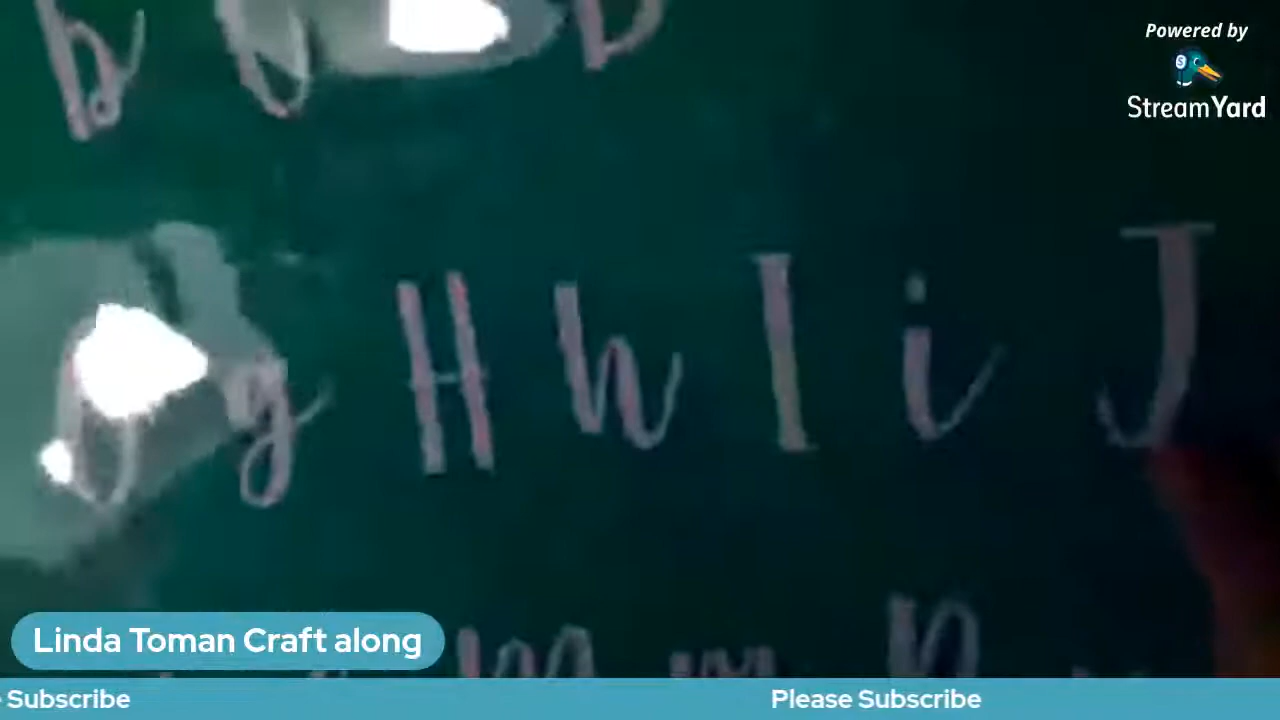 Powered by
StreamYard
b
g H h I i J
Linda Toman Craft along
Subscribe Please Subscribe